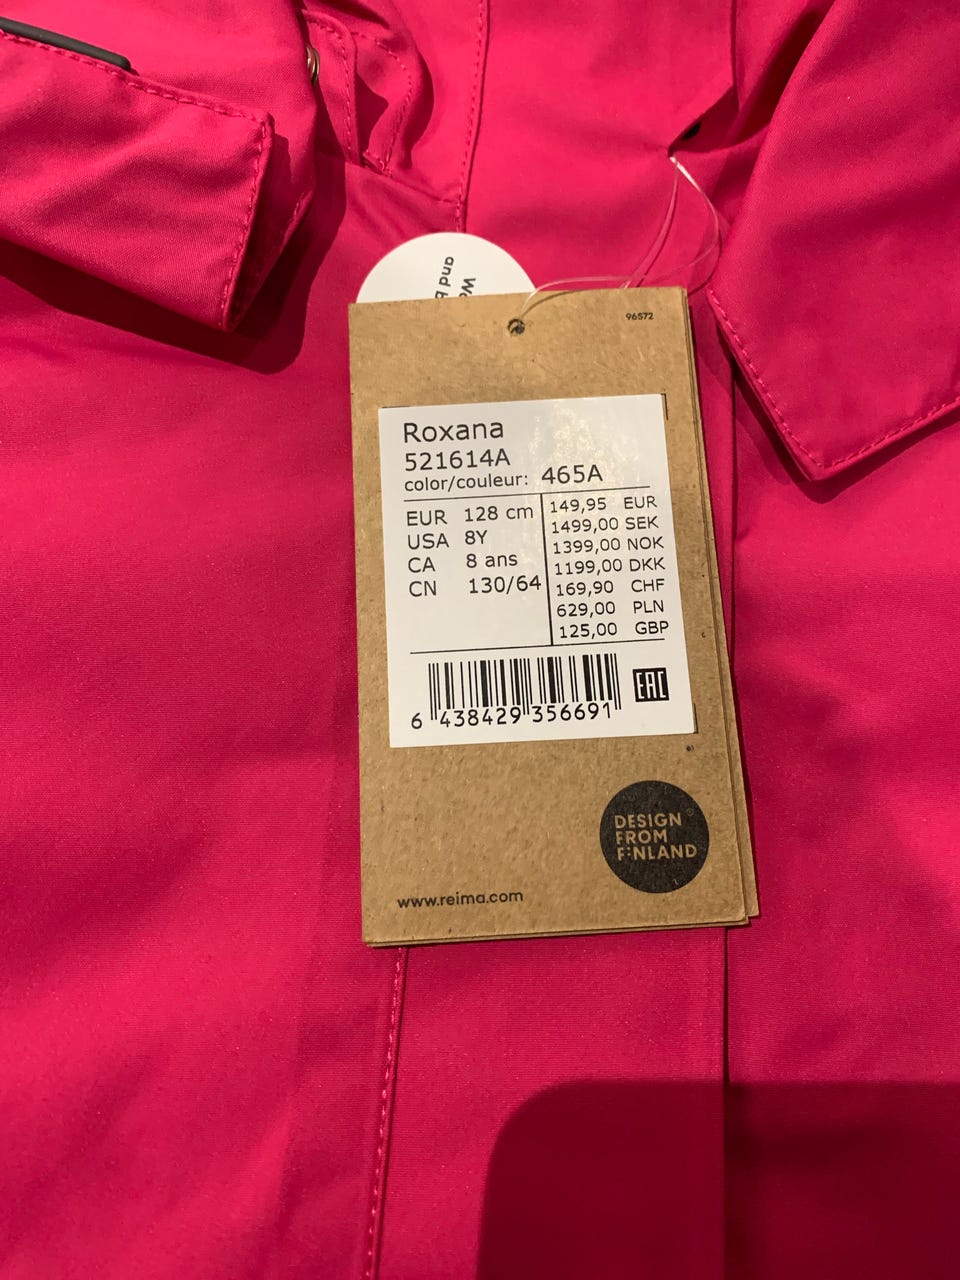 and
96572
Roxana
521614A
color/couleur: 465A
EUR 128 cm
USA 8Y
CA 8 ans
CN 130/64
149,95 EUR
1499,00 SEK
1399,00 NOK
1199,00 DKK
169,90 CHF
629,00 PLN
125,00 GBP
6 438429 356691
EAC
DESIGN
FROM
FINLAND
www.reima.com